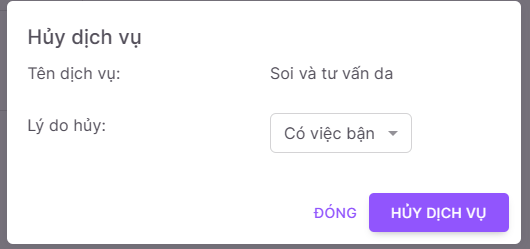 Hủy dịch vụ
Tên dịch vụ: Soi và tư vấn da
Lý do hủy: Có việc bận
ĐÓNG HỦY DỊCH VỤ